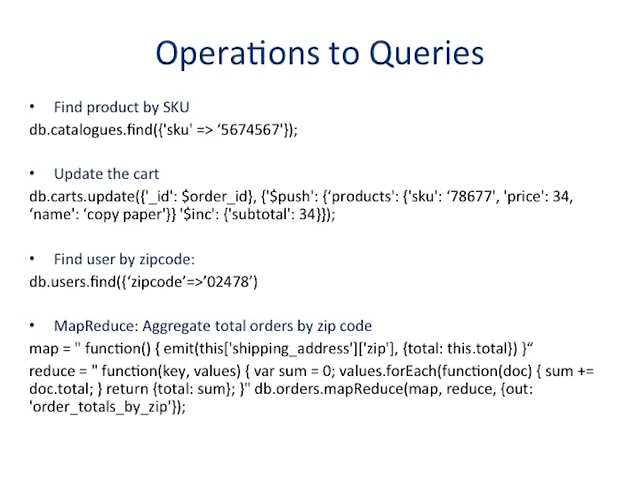 Operations to Queries
• Find product by SKU
db.catalogues.find({'sku' => ‘5674567'});
• Update the cart
db.carts.update({'_id': $order_id}, {'$push': {‘products': {'sku': ‘78677', 'price': 34,
‘name': ‘copy paper'}} '$inc': {'subtotal': 34}});
• Find user by zipcode:
db.users.find({‘zipcode’=>’02478’)
• MapReduce: Aggregate total orders by zip code
map = " function() { emit(this['shipping_address']['zip'], {total: this.total}) }“
reduce = " function(key, values) { var sum = 0; values.forEach(function(doc) { sum +=
doc.total; } return {total: sum}; }" db.orders.mapReduce(map, reduce, {out:
'order_totals_by_zip'});